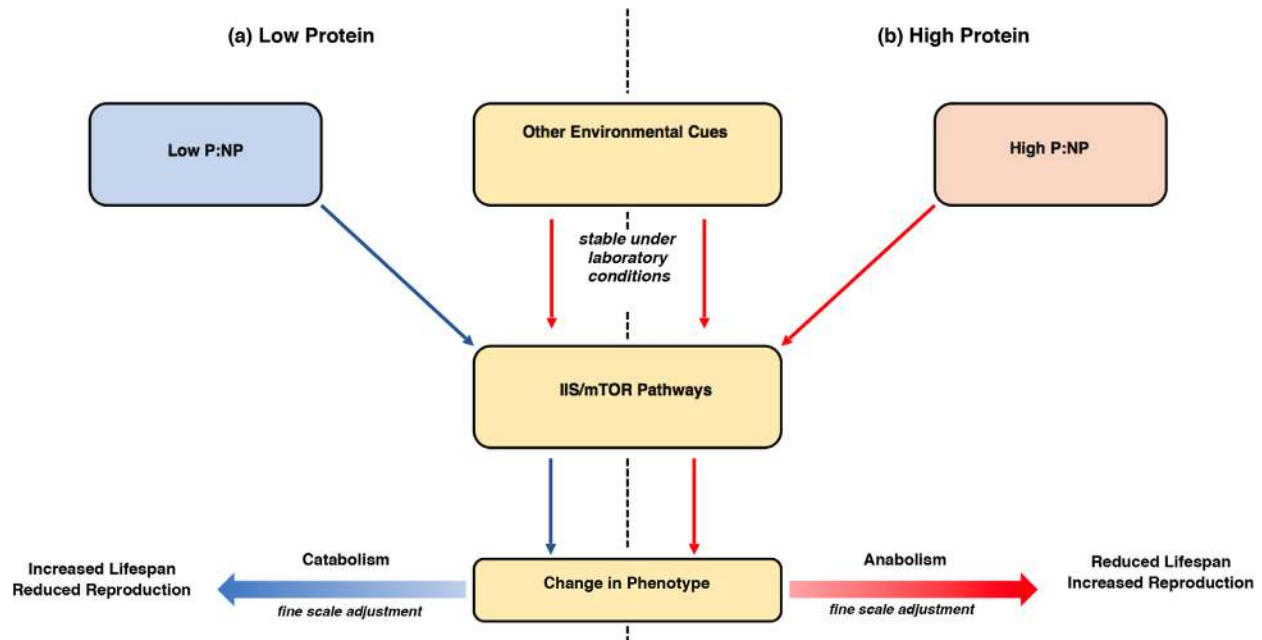 (a) Low Protein
(b) High Protein
Low P:NP
Other Environmental Cues
High P:NP
stable under
laboratory
conditions
IIS/mTOR Pathways
Increased Lifespan
Reduced Reproduction
Catabolism
fine scale adjustment
Change in Phenotype
Anabolism
fine scale adjustment
Reduced Lifespan
Increased Reproduction